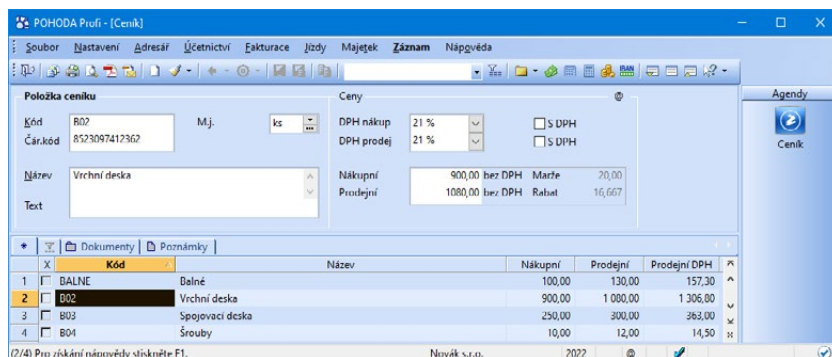 POHODA Profi - [Ceník]
Soubor Nastavení Adresář Účetnictví Fakturace Jízdy Majetek Záznam Nápověda
IBAN
Položka ceníku Ceny @ Agendy
Kód B02 M.j. ks DPH nákup 21 % S DPH
Čár.kód 8523097412362 DPH prodej 21 % S DPH
Ceník
Název Vrchní deska Nákupní 900,00 bez DPH Marže 20,00
Prodejní 1080,00 bez DPH Rabat 16,667
Text
Dokumenty Poznámky
X Kód Název Nákupní Prodejní Prodejní DPH
1 BALNE Balné 100,00 130,00 157,30
2 B02 Vrchní deska 900,00 1 080,00 1 306,80
3 B03 Spojovací deska 250,00 300,00 363,00
4 B04 Šrouby 10,00 12,00 14,50
(2/4) Pro získání nápovědy stiskněte F1. Novák s.r.o. 2022 @